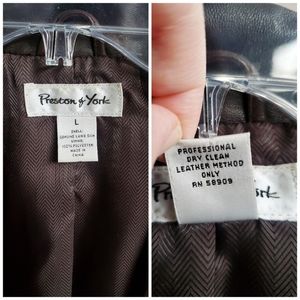 Preston & York
L
SHELL
GENUINE LAMB SKIN
LINING
100% POLYESTER
MADE IN
CHINA
PROFESSIONAL
DRY CLEAN
LEATHER METHOD
ONLY
RN 58909